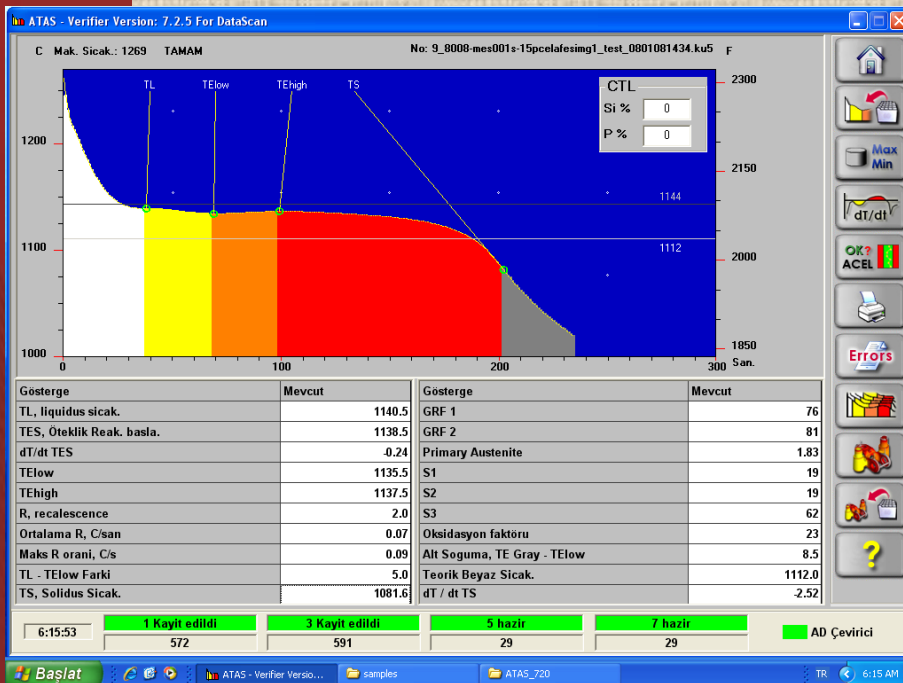 ATAS - Verifier Version: 7.2.5 For DataScan
C Mak. Sicak.: 1269 TAMAM No: 9_8008-mes001s-15pcelafesimg1_test_0801081434.ku5 F
TL TElow TEhigh TS
CTL
Si % 0
P % 0
2300
1200
2150
1144
1100
1112
2000
1000
1850
0 100 200 300 San.
Max
Min
dT/dt
OK?
ACEL
Errors
?
Gösterge Mevcut Gösterge Mevcut
TL, liquidus sicak. 1140.5 GRF 1 76
TES, Öteklik Reak. basla. 1138.5 GRF 2 81
dT/dt TES -0.24 Primary Austenite 1.83
TElow 1135.5 S1 19
TEhigh 1137.5 S2 19
R, recalescence 2.0 S3 62
Ortalama R, C/san 0.07 Oksidasyon faktöru 23
Maks R orani, C/s 0.09 Alt Soguma, TE Gray - TElow 8.5
TL - TElow Farki 5.0 Teorik Beyaz Sicak. 1112.0
TS, Solidus Sicak. 1081.6 dT / dt TS -2.52
6:15:53 1 Kayit edildi 3 Kayit edildi 5 hazir 7 hazir AD Çevirici
572 591 29 29
Başlat ATAS - Verifier Versio... samples ATAS_720 TR 6:15 AM